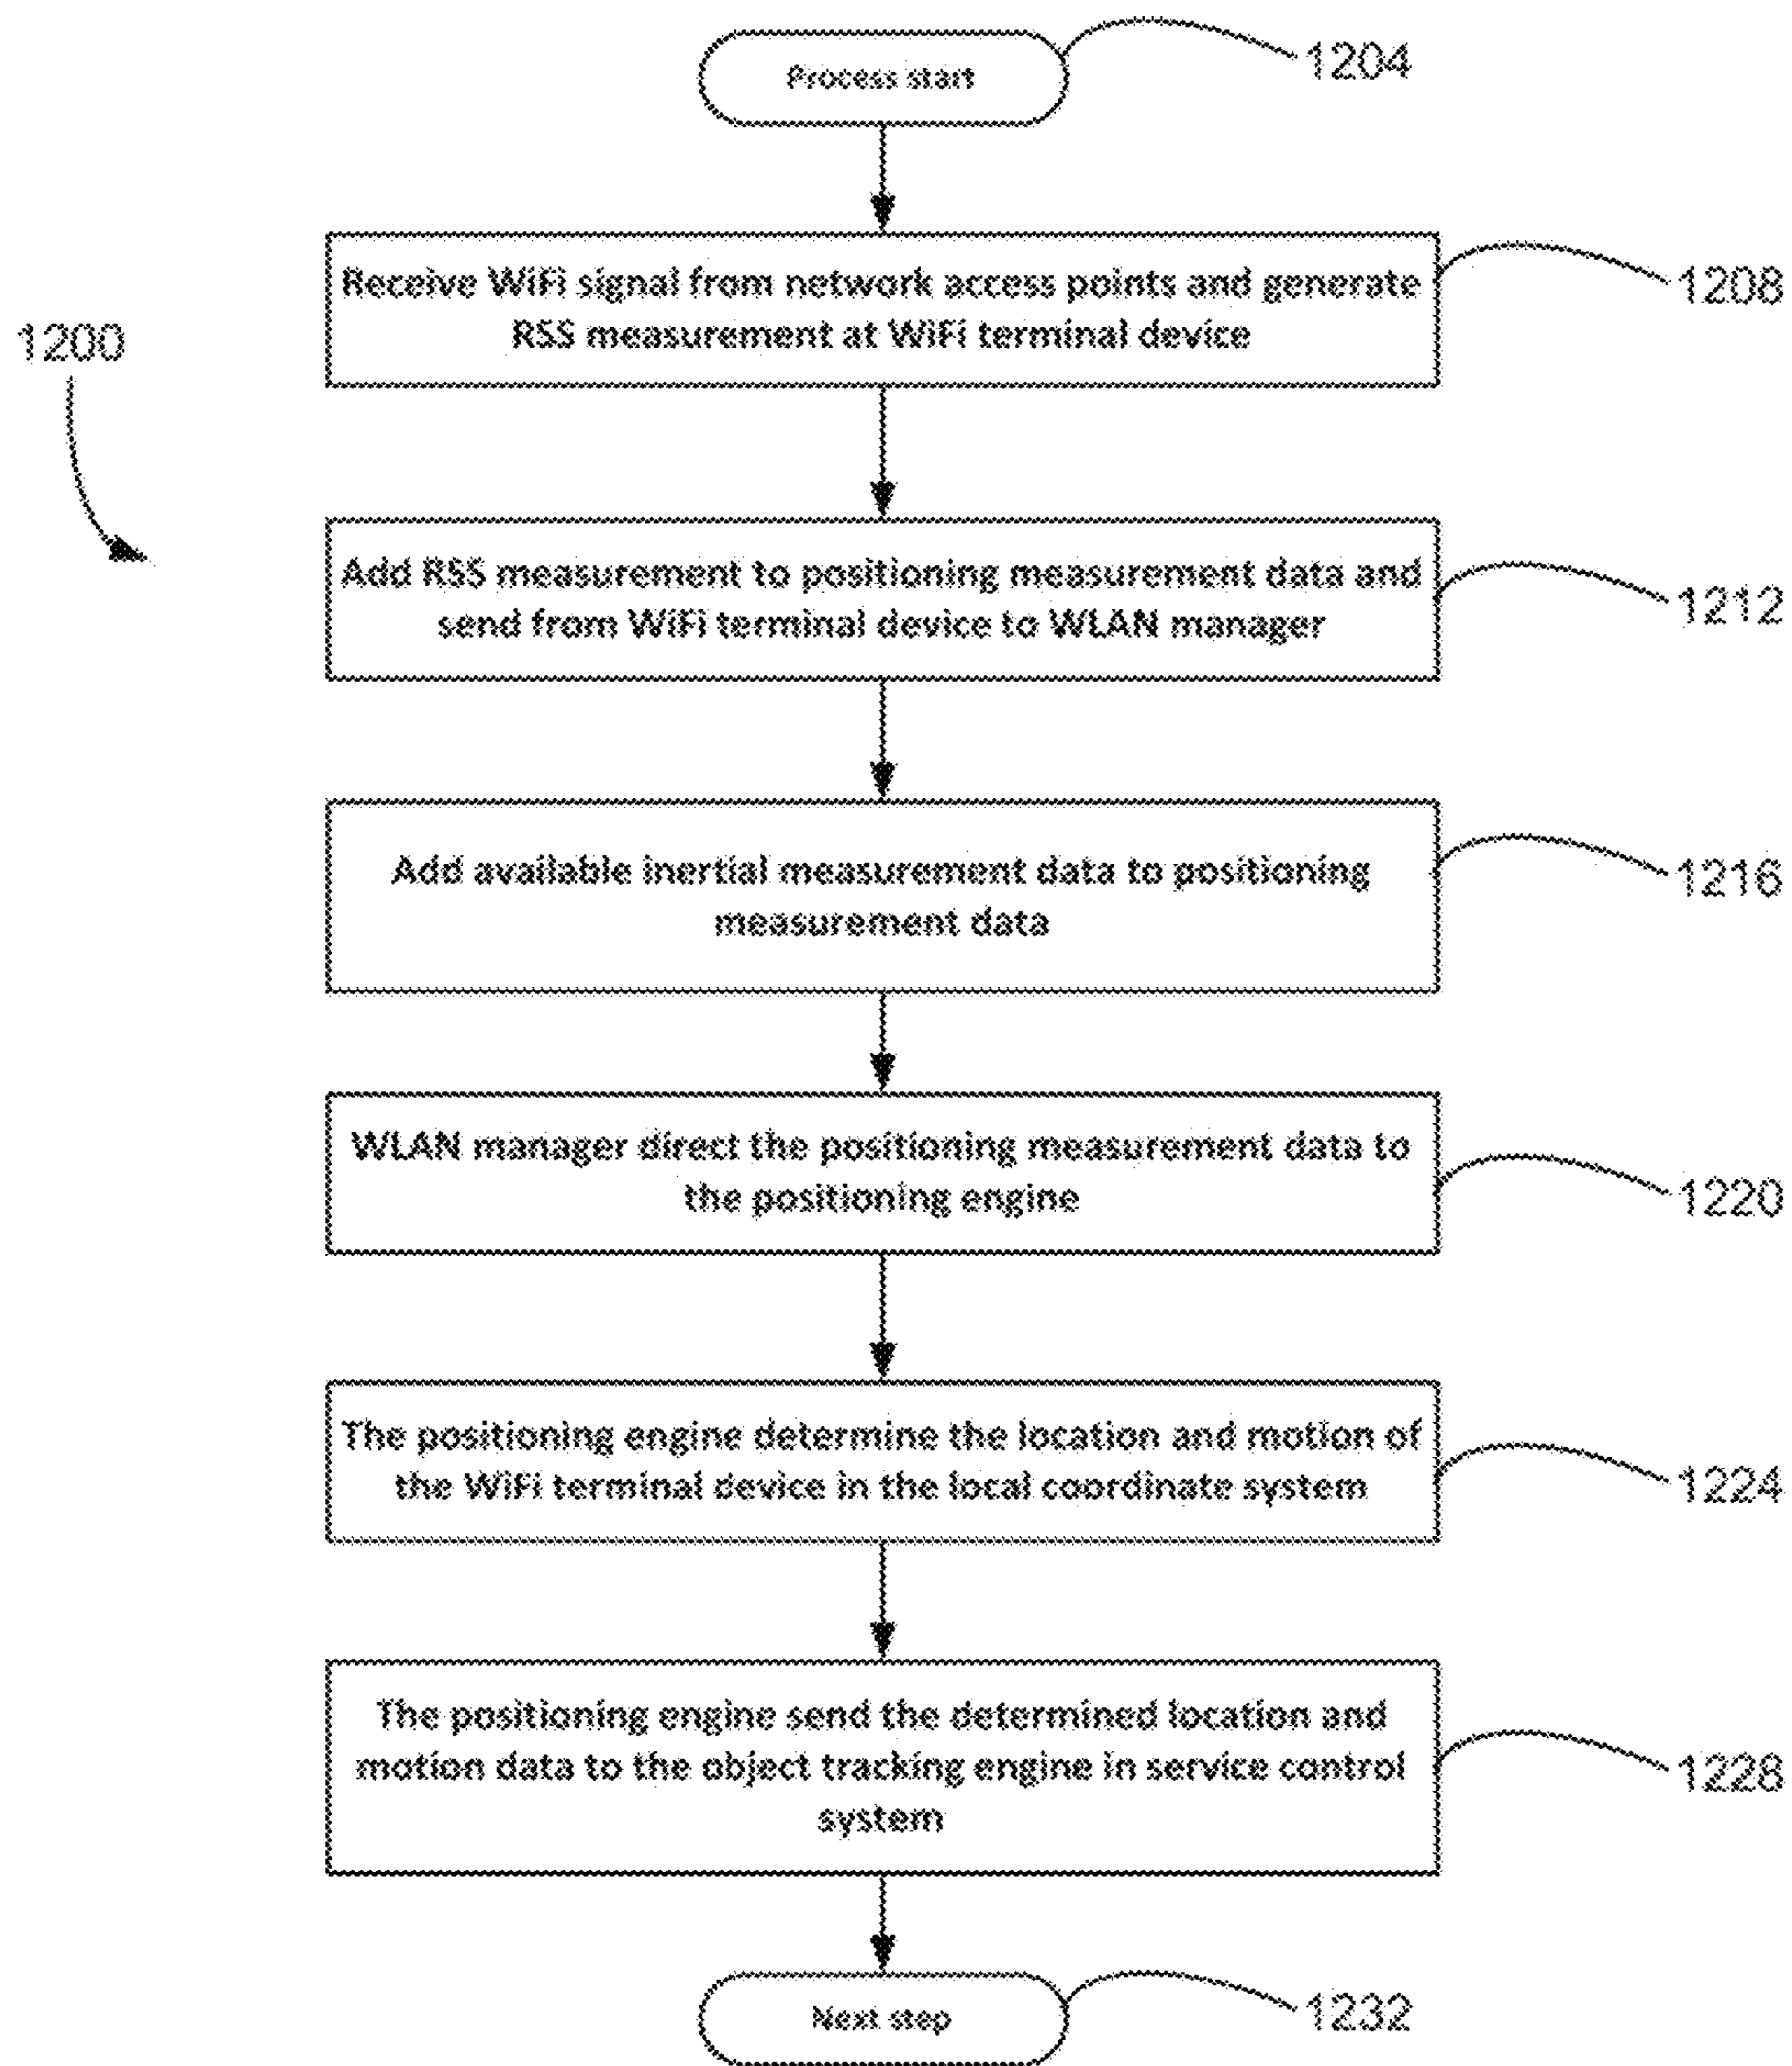 Process start
1204
Receive WiFi signal from network access points and generate
RSS measurement at WiFi terminal device
1208
1200
Add RSS measurement to positioning measurement data and
send from WiFi terminal device to WLAN manager
1212
Add available inertial measurement data to positioning
measurement data
1216
WLAN manager direct the positioning measurement data to
the positioning engine
1220
The positioning engine determine the location and motion of
the WiFi terminal device in the local coordinate system
1224
The positioning engine send the determined location and
motion data to the object tracking engine in service control
system
1228
Next step
1232